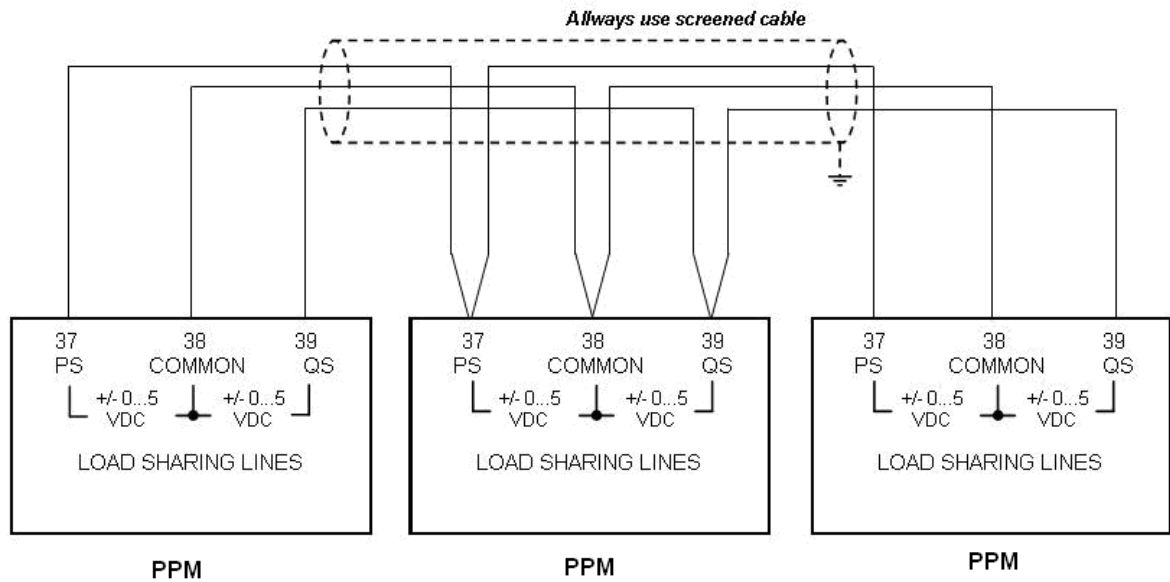 Allways use screened cable
37 38 39
PS COMMON QS
+/- 0...5 +/- 0...5
VDC VDC
LOAD SHARING LINES
PPM
37 38 39
PS COMMON QS
+/- 0...5 +/- 0...5
VDC VDC
LOAD SHARING LINES
PPM
37 38 39
PS COMMON QS
+/- 0...5 +/- 0...5
VDC VDC
LOAD SHARING LINES
PPM